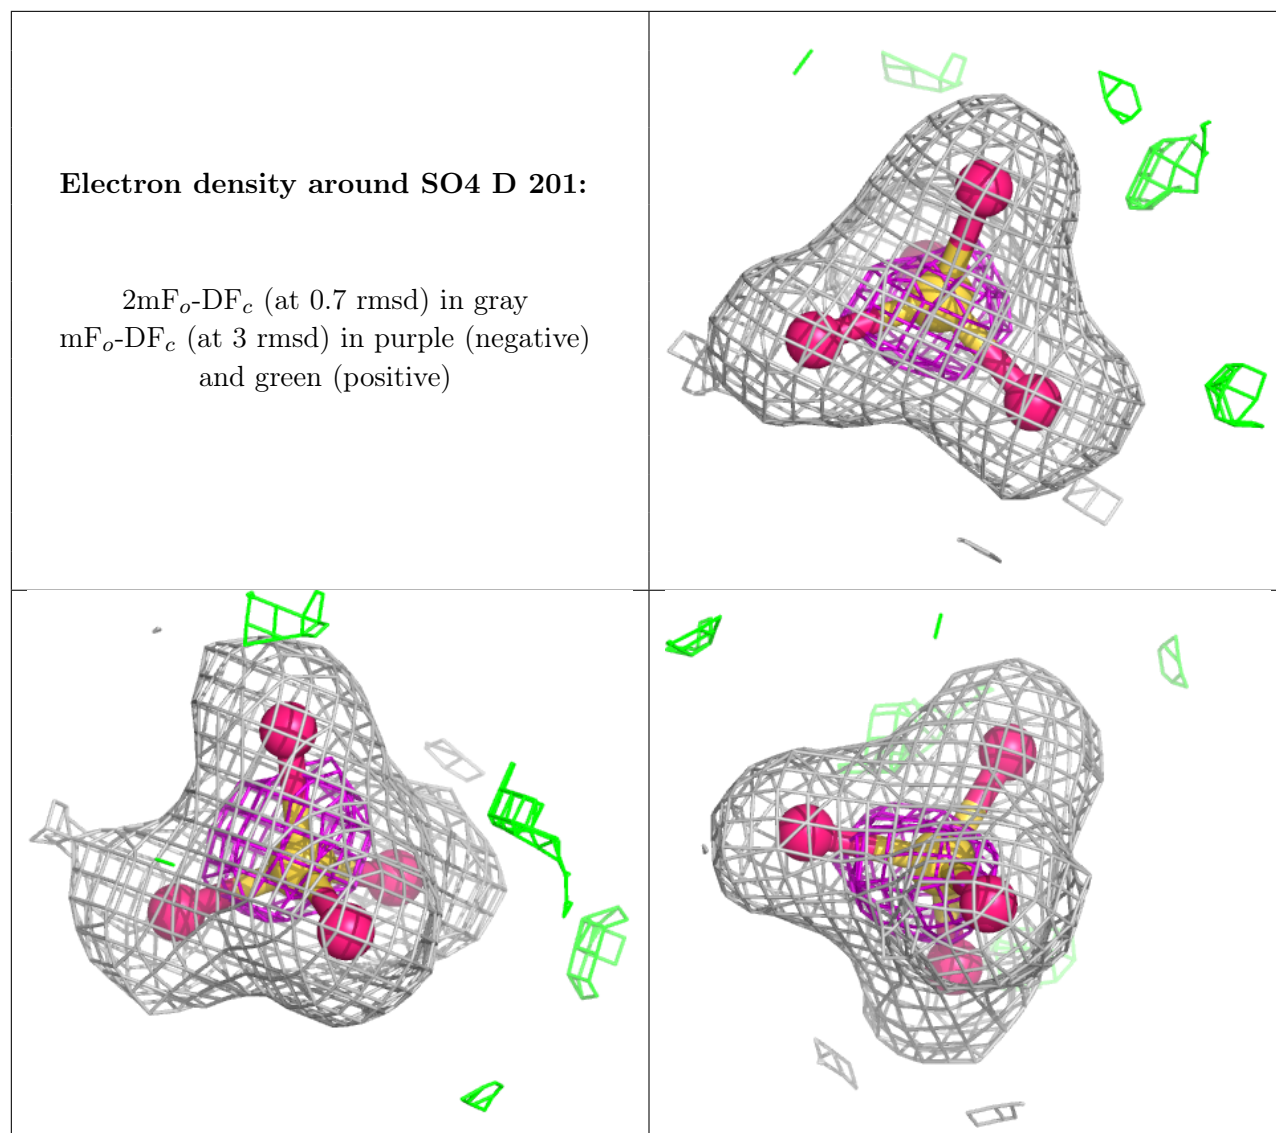 Electron density around SO4 D 201:
2mFo-DFc (at 0.7 rmsd) in gray
mFo-DFc (at 3 rmsd) in purple (negative)
and green (positive)